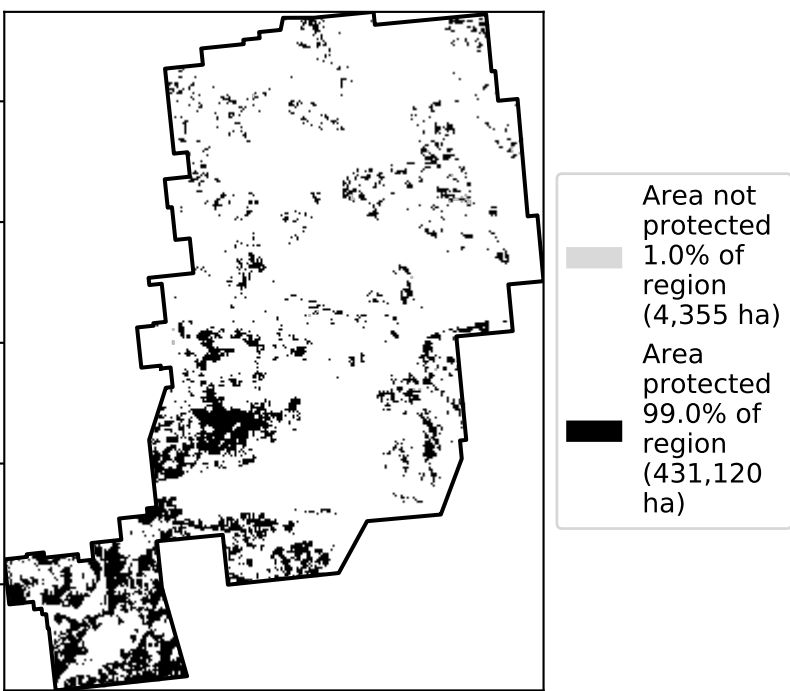 Area not
protected
1.0% of
region
(4,355 ha)
Area
protected
99.0% of
region
(431,120
ha)